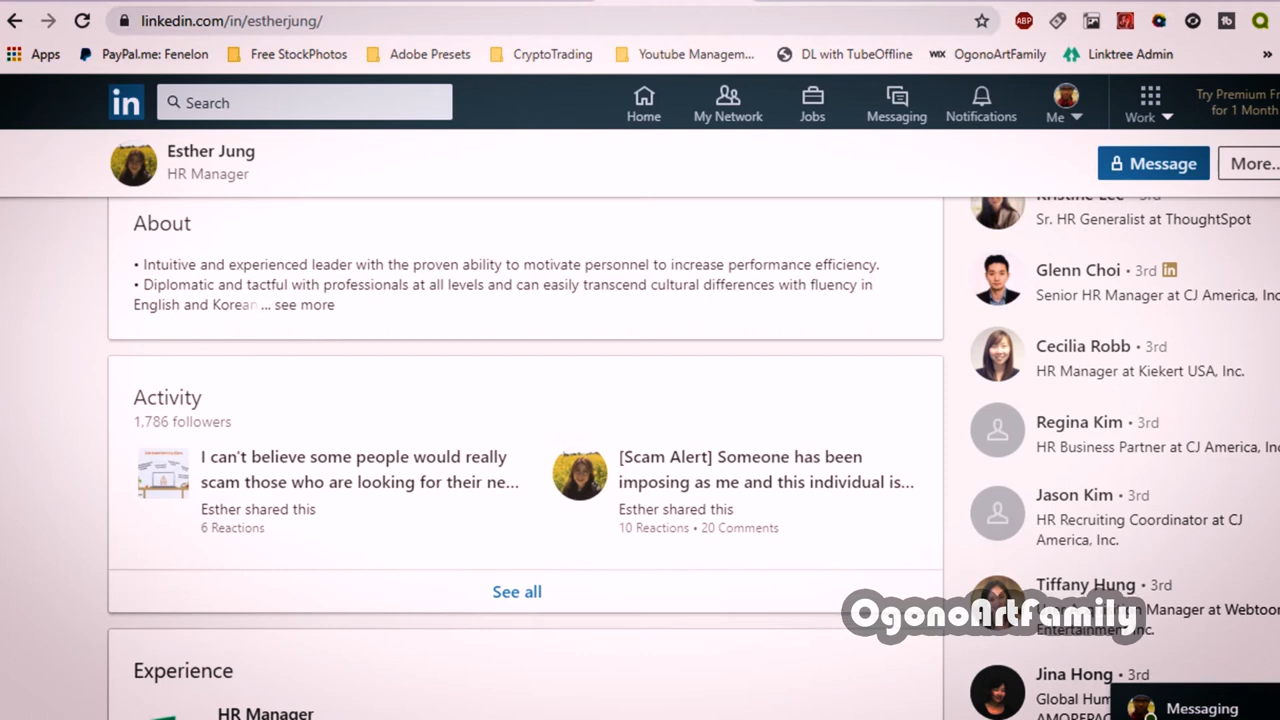 linkedin.com/in/estherjung/
ABP
Apps
PayPal.me: Fenelon
Free StockPhotos
Adobe Presets
CryptoTrading
Youtube Managem...
DL with TubeOffline
WIX OgonoArtFamily
Linktree Admin
»
in
Search
Home
My Network
Jobs
Messaging
Notifications
Me
Work
Try Premium Fr
for 1 Month
Esther Jung
HR Manager
Message
More..
About
• Intuitive and experienced leader with the proven ability to motivate personnel to increase performance efficiency.
• Diplomatic and tactful with professionals at all levels and can easily transcend cultural differences with fluency in
English and Korean ... see more
Activity
1,786 followers
I can't believe some people would really
scam those who are looking for their ne...
Esther shared this
6 Reactions
[Scam Alert] Someone has been
imposing as me and this individual is...
Esther shared this
10 Reactions • 20 Comments
See all
Experience
HR Manager
Kristine Lee • 3rd
Sr. HR Generalist at ThoughtSpot
Glenn Choi • 3rd in
Senior HR Manager at CJ America, Inc
Cecilia Robb • 3rd
HR Manager at Kiekert USA, Inc.
Regina Kim • 3rd
HR Business Partner at CJ America, Inc
Jason Kim • 3rd
HR Recruiting Coordinator at CJ
America, Inc.
Tiffany Hung • 3rd
Manager at Webtoon
Entertainment Inc.
OgonoArtFamily
Jina Hong • 3rd
Global Hum
AMOREPAC
Messaging